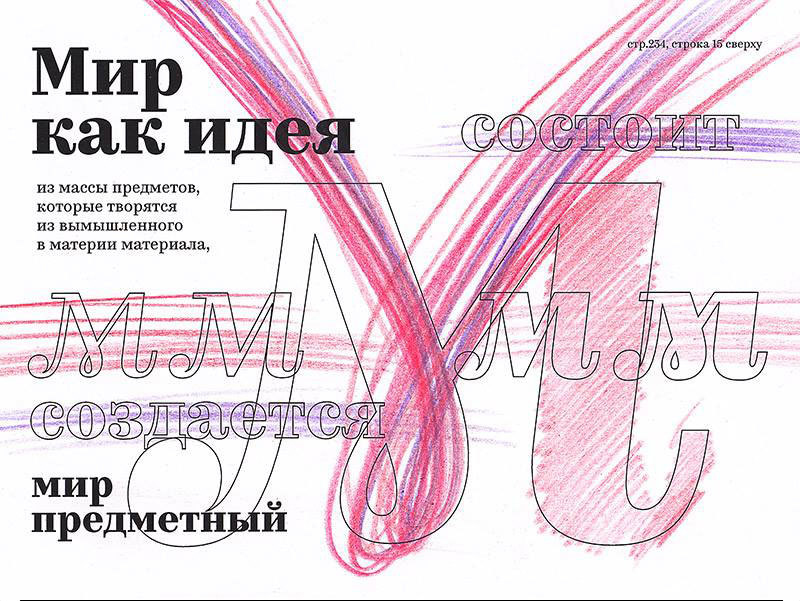 стр.234, строка 15 сверху
Мир
как идея
состоит
из массы предметов,
которые творятся
из вымышленного
в материи материала,
М
м м м м
создается
мир
предметный